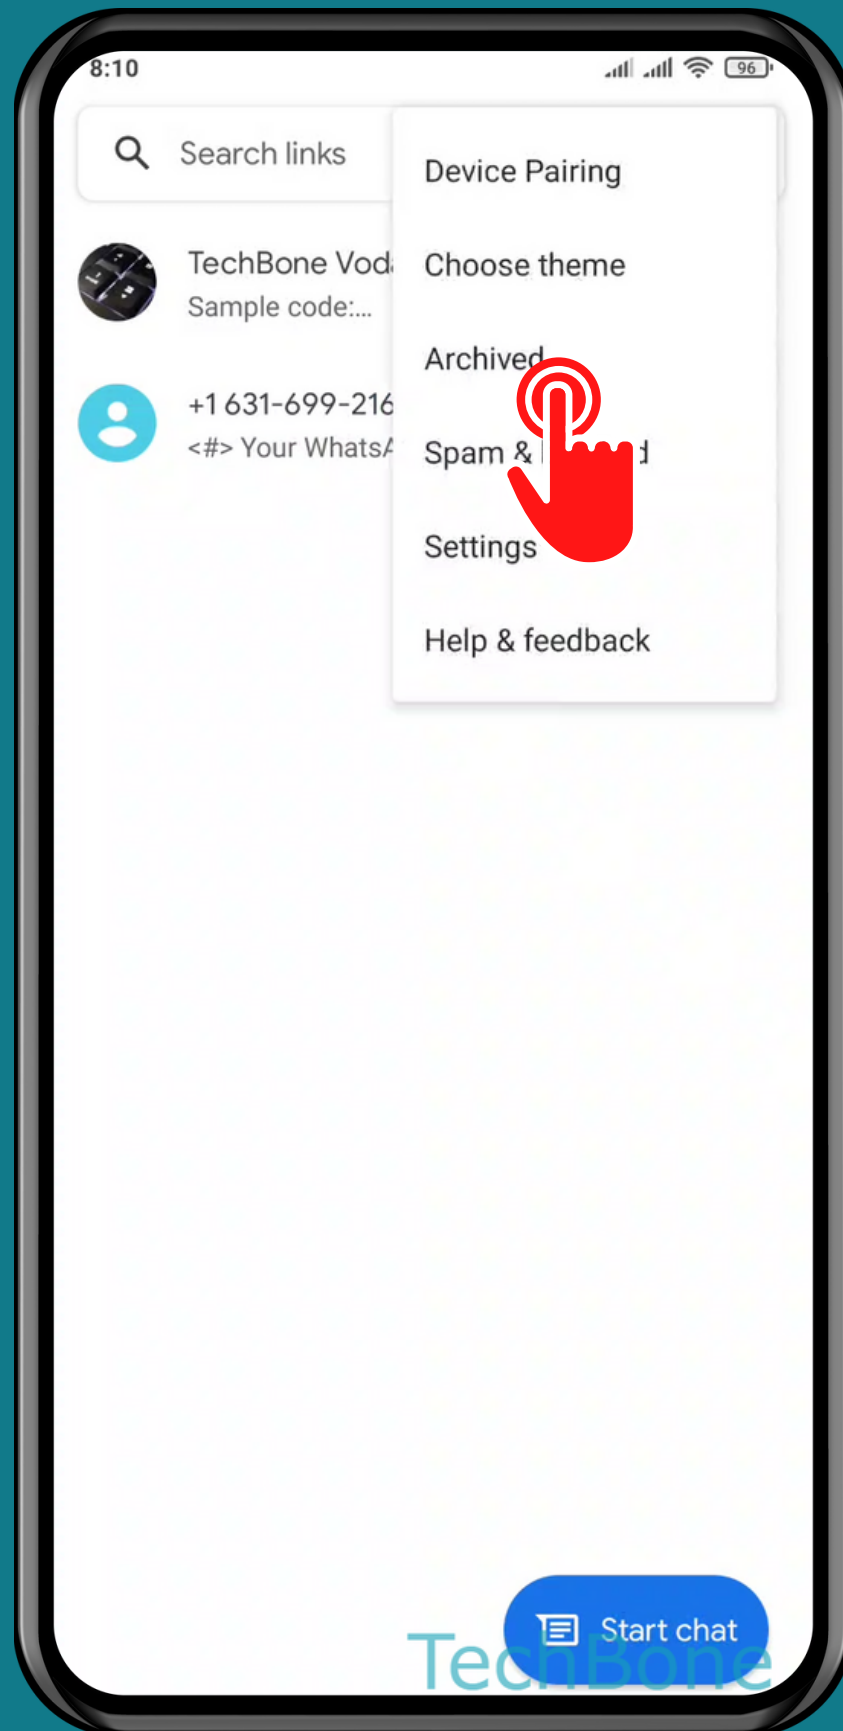 8:10
96
Search links
Device Pairing
TechBone Voda
Choose theme
Sample code:...
Archived
+1 631-699-216
<#> Your WhatsA
Spam &
Settings
Help & feedback
Start chat
TechBone